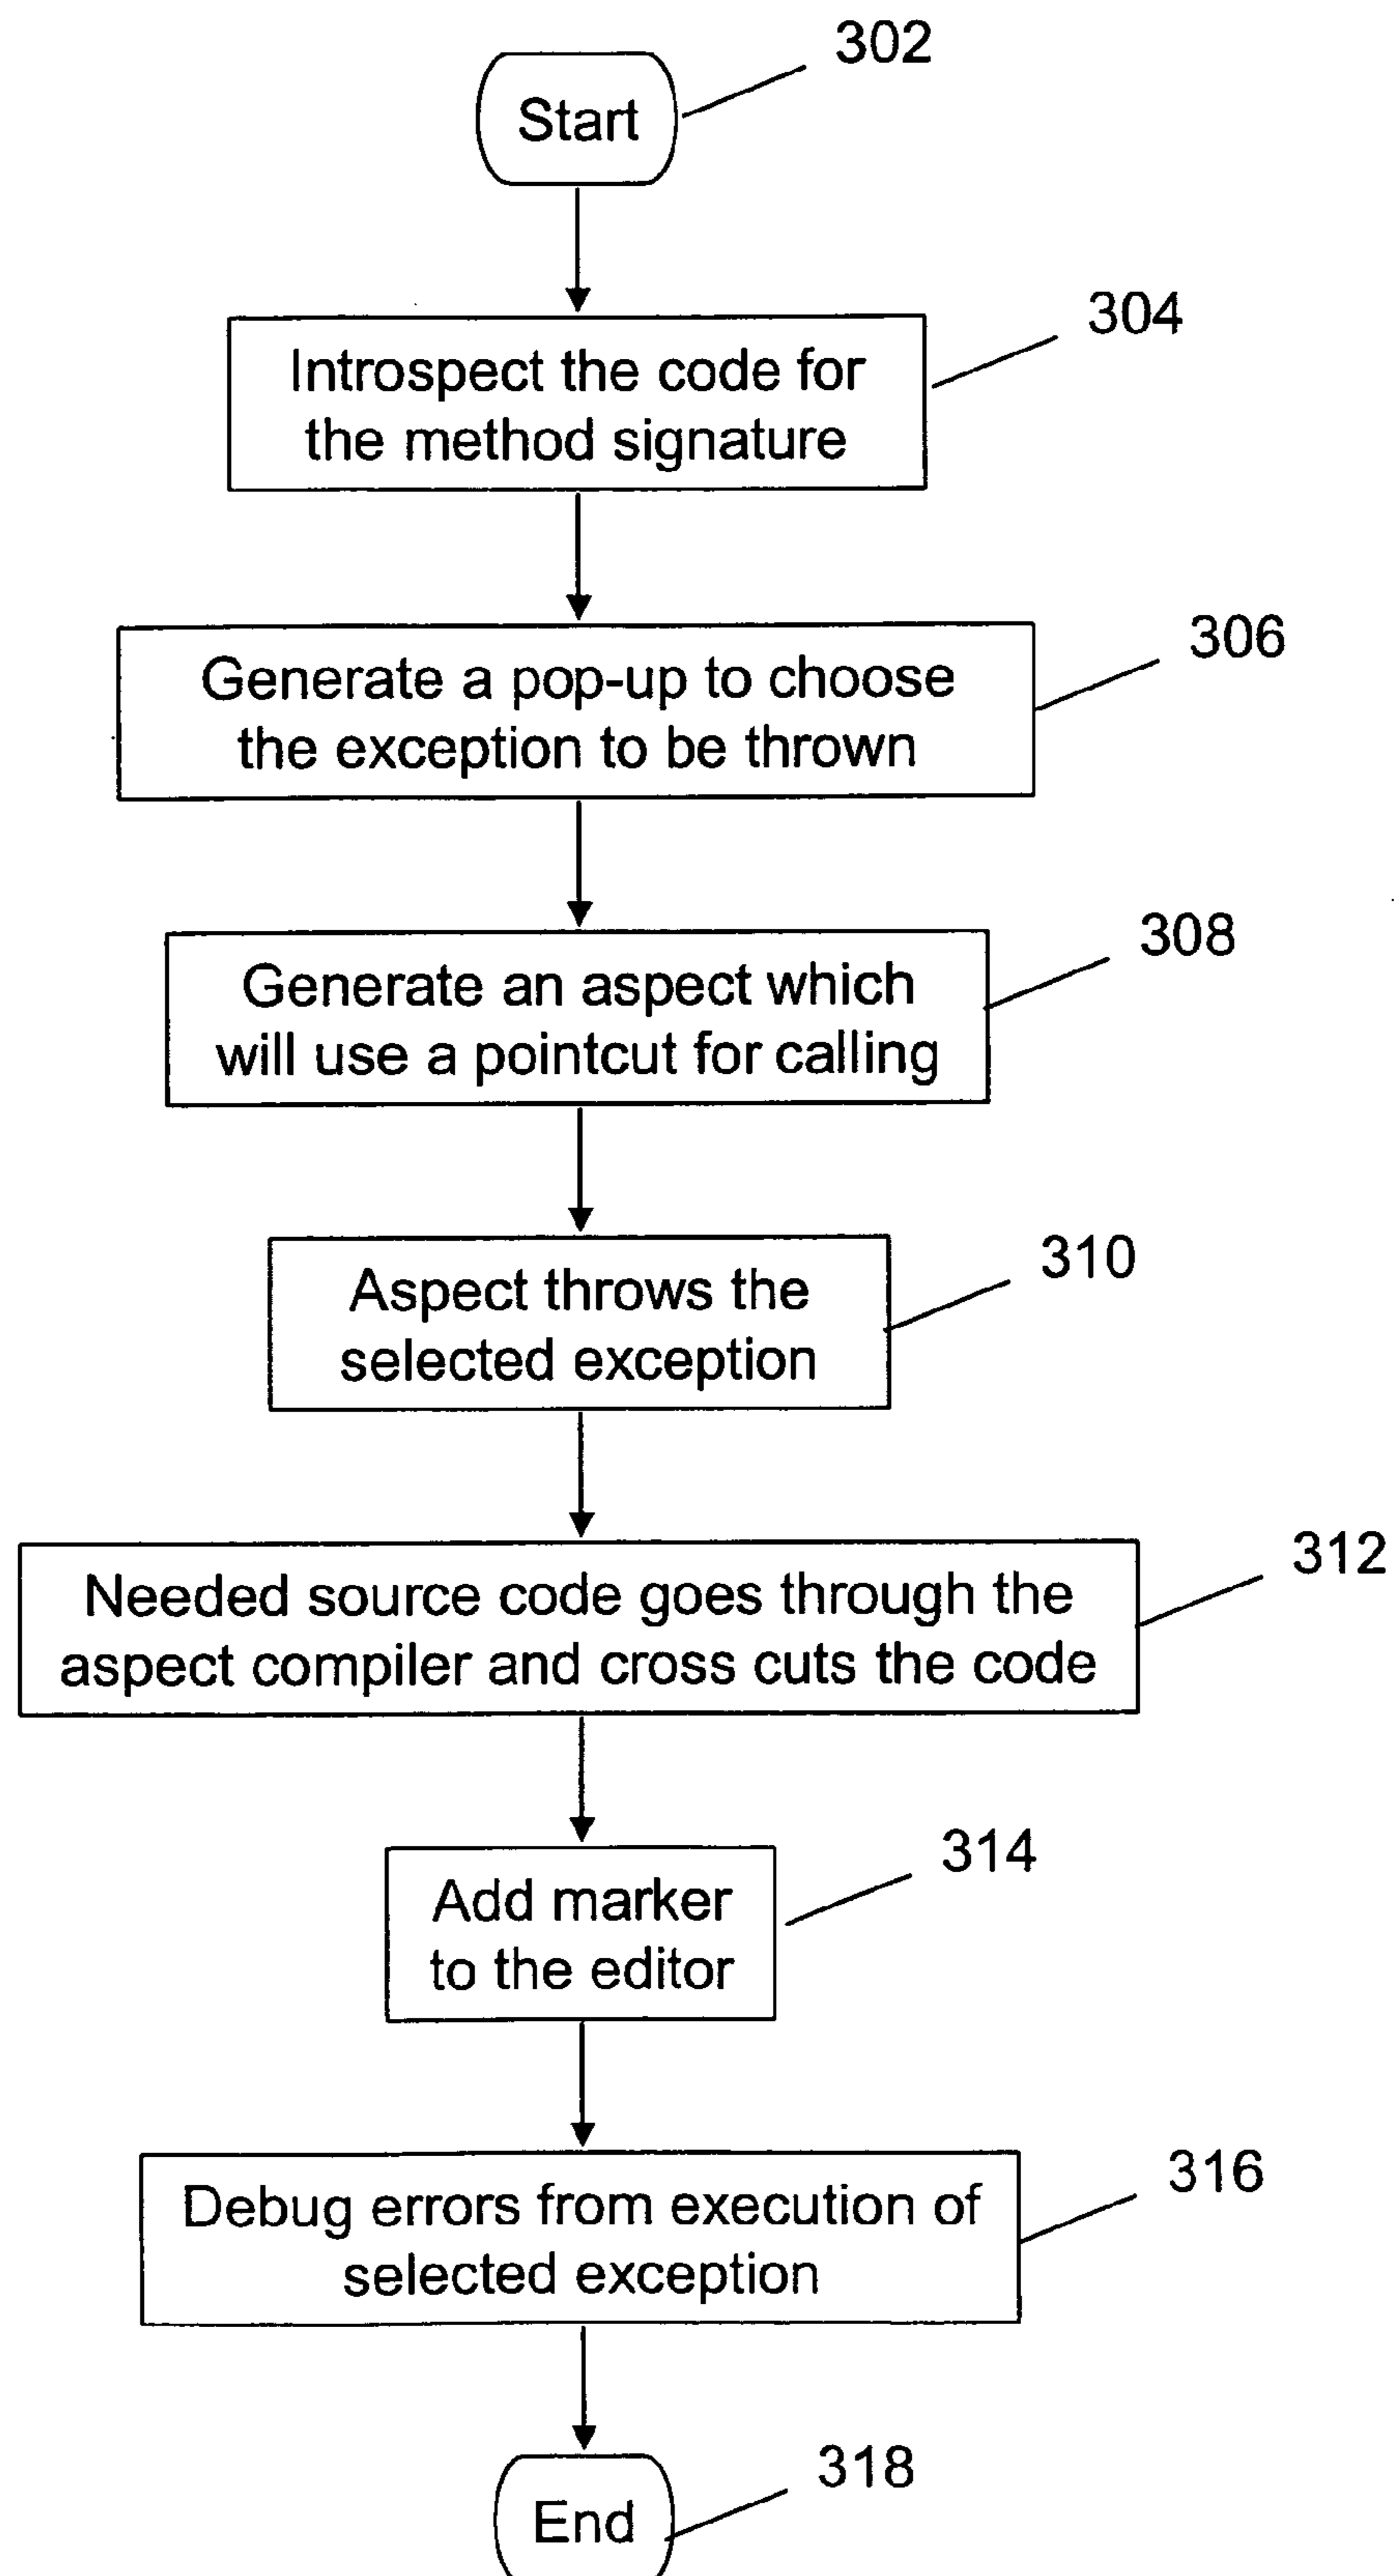 302
Start
304
Introspect the code for
the method signature
306
Generate a pop-up to choose
the exception to be thrown
308
Generate an aspect which
will use a pointcut for calling
310
Aspect throws the
selected exception
312
Needed source code goes through the
aspect compiler and cross cuts the code
314
Add marker
to the editor
316
Debug errors from execution of
selected exception
318
End